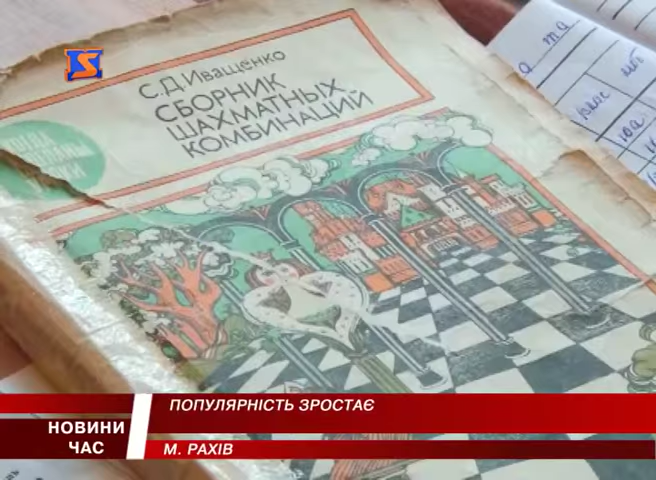 S
С.Д.Иващенко
СБОРНИК
ШАХМАТНЫХ
КОМБИНАЦИЙ
ПОПУЛЯРНІСТЬ ЗРОСТАЄ
НОВИНИ
ЧАС
М. РАХІВ